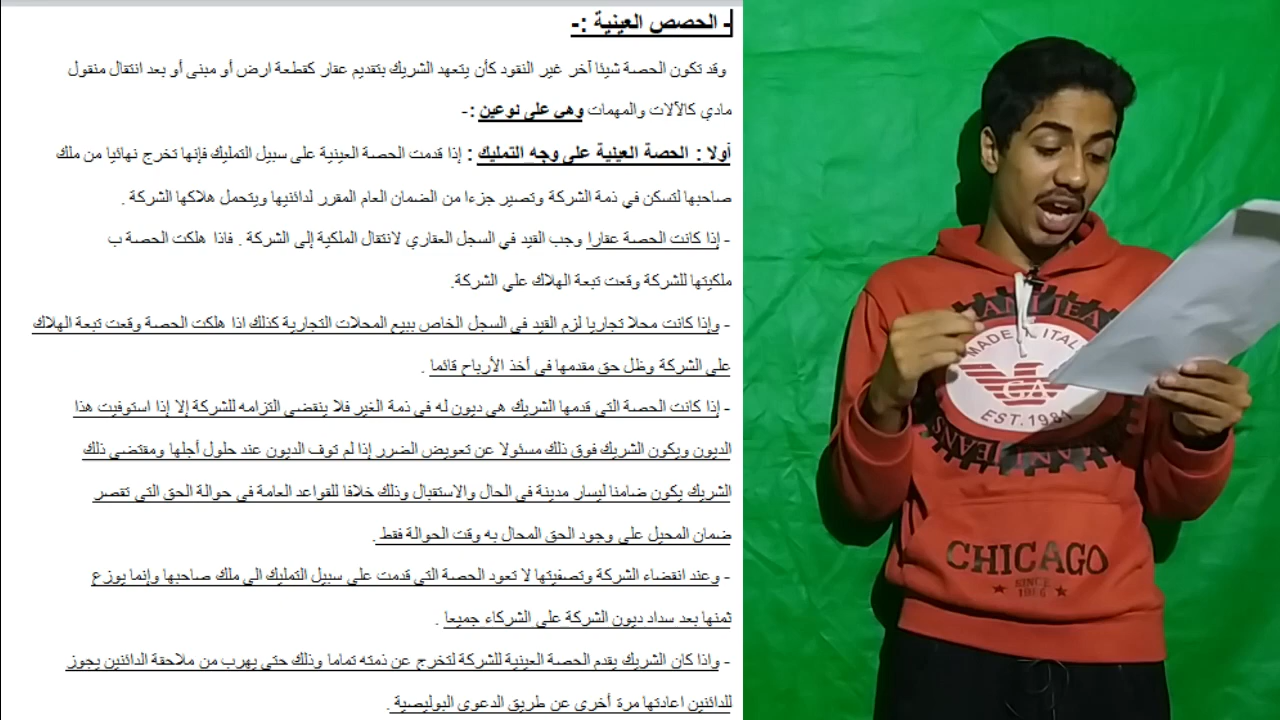 - الحصص العينية :-
وقد تكون الحصة شيئا آخر غير النقود كأن يتعهد الشريك بتقديم عقار كقطعة ارض أو مبنى أو بعد انتقال منقول
مادي كالآلات والمهمات وهى على نوعين :-
أولا : الحصة العينية على وجه التمليك : إذا قدمت الحصة العينية على سبيل التمليك فإنها تخرج نهائيا من ملك
صاحبها لتسكن في ذمة الشركة وتصير جزءا من الضمان العام المقرر لدائنيها ويتحمل هلاكها الشركة .
- إذا كانت الحصة عقارا وجب القيد في السجل العقاري لانتقال الملكية إلى الشركة . فاذا هلكت الحصة ب
ملكيتها للشركة وقعت تبعة الهلاك على الشركة.
- وإذا كانت محلا تجاريا لزم القيد في السجل الخاص ببيع المحلات التجارية كذلك اذا هلكت الحصة وقعت تبعة الهلاك
على الشركة وظل حق مقدمها في أخذ الأرباح قائما .
- إذا كانت الحصة التي قدمها الشريك هي ديون له في ذمة الغير فلا ينقضي التزامه للشركة إلا إذا استوفيت هذا
الديون ويكون الشريك فوق ذلك مسئولا عن تعويض الضرر إذا لم توف الديون عند حلول أجلها ومقتضى ذلك
الشريك يكون ضامنا ليسار مدينة في الحال والاستقبال وذلك خلافا للقواعد العامة في حوالة الحق التي تقصر
ضمان المحيل على وجود الحق المحال به وقت الحوالة فقط .
- وعند انقضاء الشركة وتصفيتها لا تعود الحصة التي قدمت على سبيل التمليك الى ملك صاحبها وإنما يوزع
ثمنها بعد سداد ديون الشركة على الشركاء جميعا .
- واذا كان الشريك يقدم الحصة العينية للشركة لتخرج عن ذمته تماما وذلك حتى يهرب من ملاحقة الدائنين يجوز
للدائنين اعادتها مرة أخرى عن طريق الدعوى البوليصية .
MADE ITAL
GA
EST. 1981
JEANS
CHICAGO
SINCE
1986